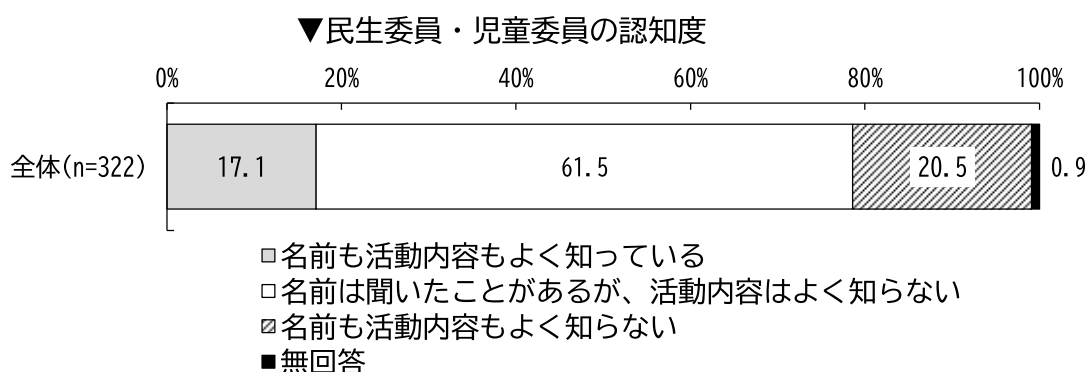 ▼民生委員・児童委員の認知度
0% 20% 40% 60% 80% 100%
全体(n=322) 17.1 61.5 20.5 0.9
名前も活動内容もよく知っている
名前は聞いたことがあるが、活動内容はよく知らない
名前も活動内容もよく知らない
無回答